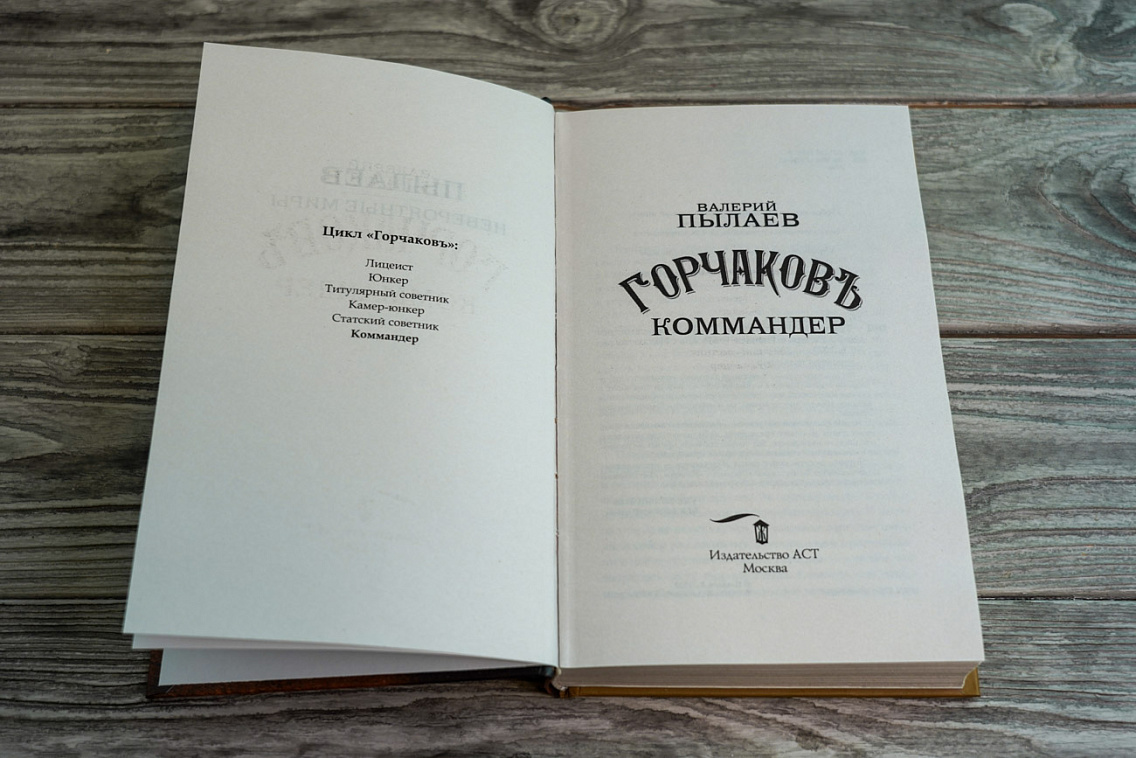 Цикл «Горчаковъ»:
Лицеист
Юнкер
Титулярный советник
Камер-юнкер
Статский советник
Коммандер
ВАЛЕРИЙ
ПЫЛАЕВ
ГОРЧАКОВЪ
КОММАНДЕР
Издательство АСТ
Москва